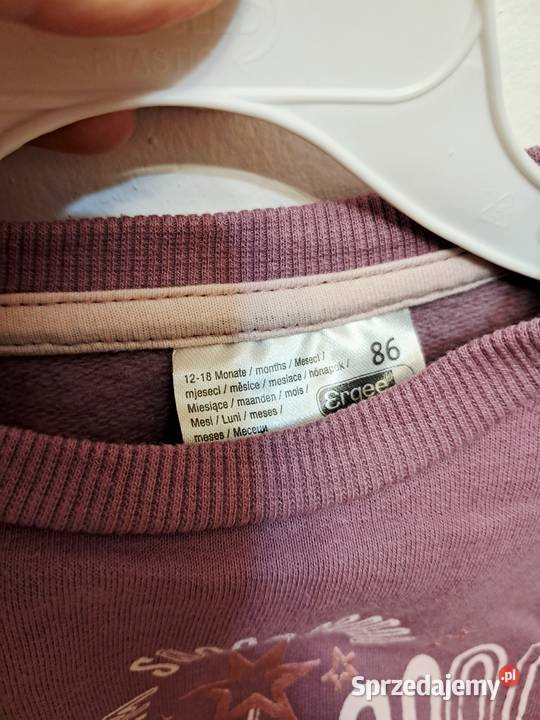 12-18 Monate / months / Meseci /
mjeseci / měsíce / mesiace / hónapok /
Miesiące / maanden / mois /
Mesi / Luni / meses /
meses / Месеци
86
Ergee
Sprzedajemy.pl